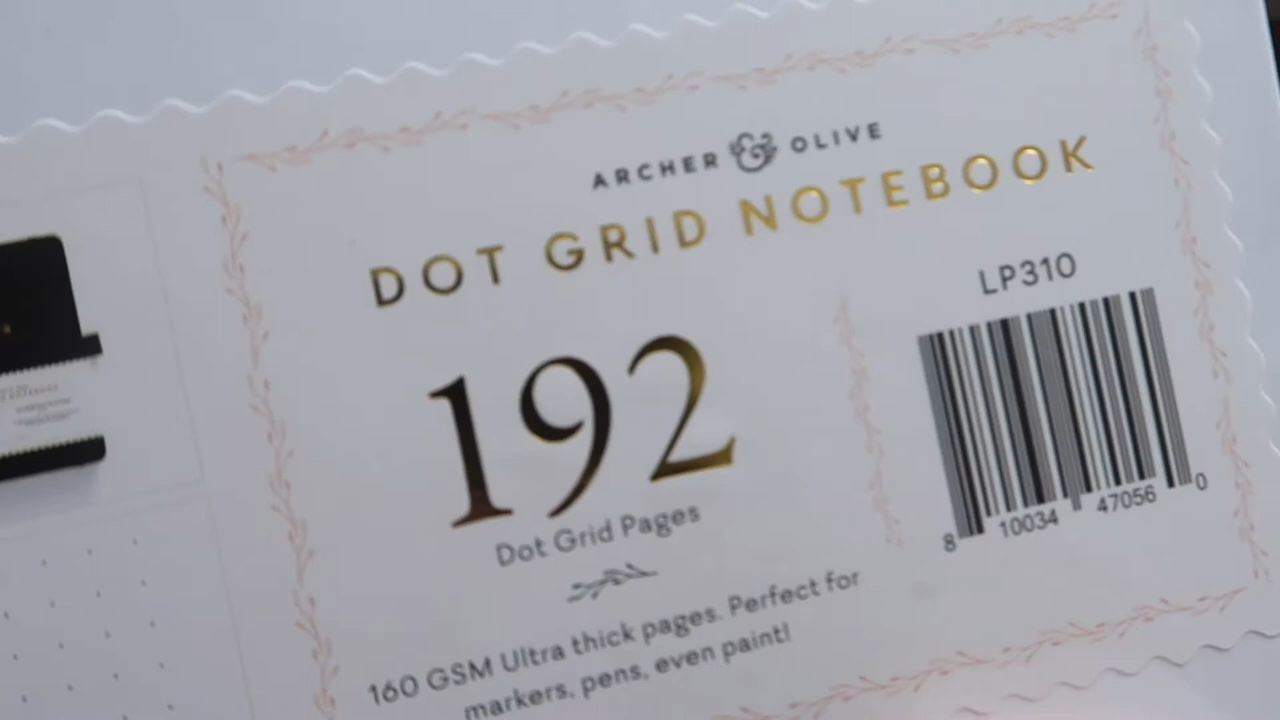 ARCHER & OLIVE
DOT GRID NOTEBOOK
192
Dot Grid Pages
160 GSM Ultra thick pages. Perfect for
markers, pens, even paint!
LP310
8 10034 47056 0